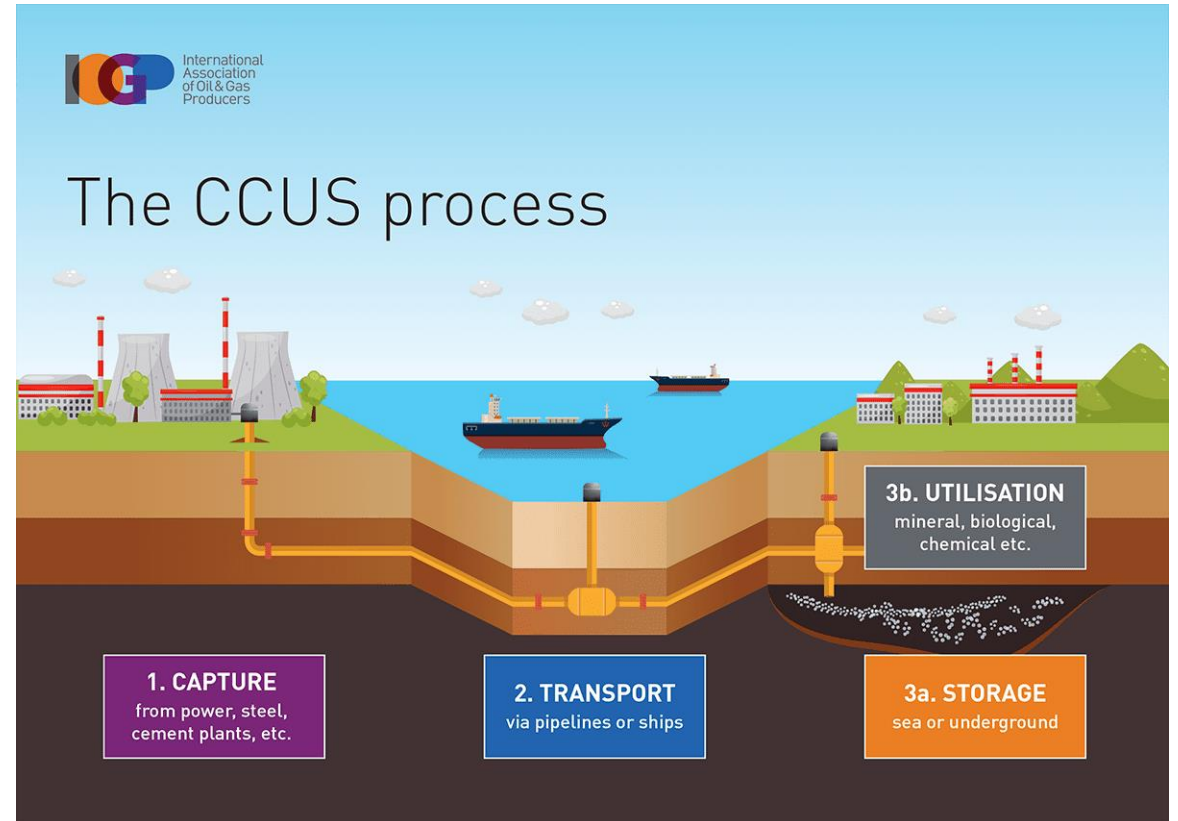 IOGP
International
Association
of Oil & Gas
Producers
The CCUS process
3b. UTILISATION
mineral, biological,
chemical etc.
1. CAPTURE
from power, steel,
cement plants, etc.
2. TRANSPORT
via pipelines or ships
3a. STORAGE
sea or underground